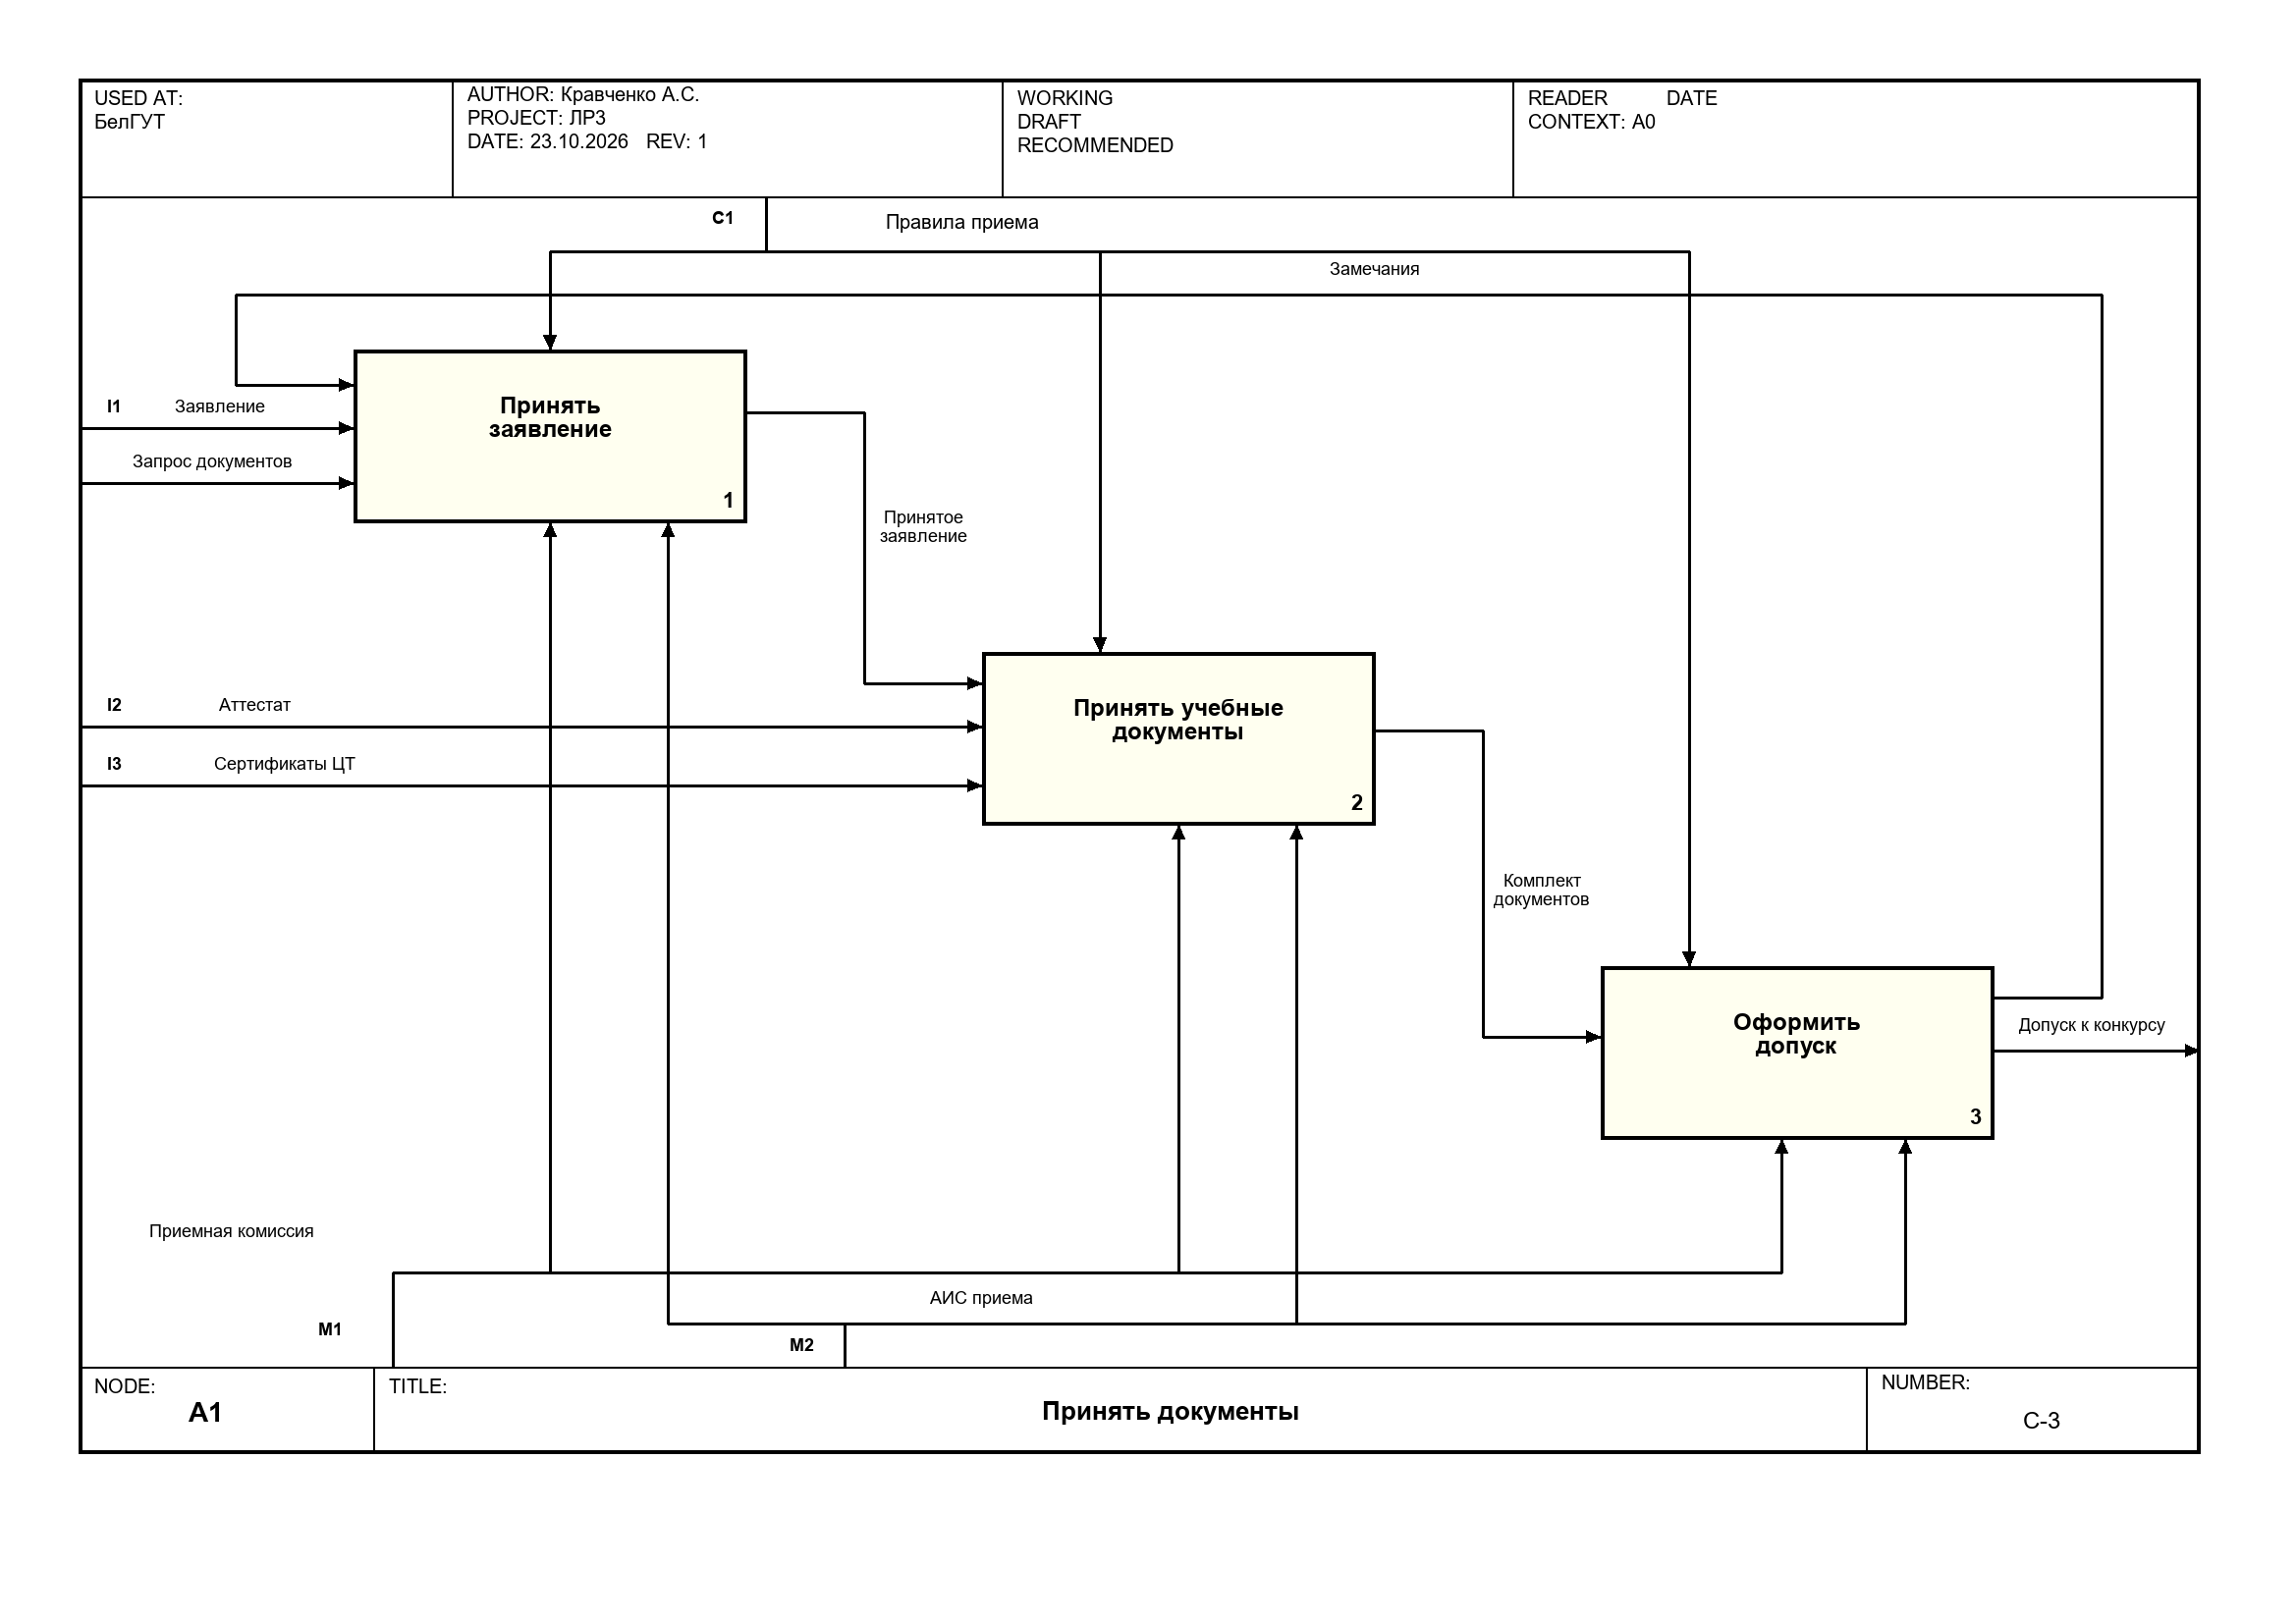 USED AT:
БелГУТ
AUTHOR: Кравченко А.С.
PROJECT: ЛР3
DATE: 23.10.2026 REV: 1
WORKING
DRAFT
RECOMMENDED
READER DATE
CONTEXT: A0
C1
Правила приема
Замечания
I1 Заявление
Запрос документов
Принять
заявление
1
Принятое
заявление
I2 Аттестат
I3 Сертификаты ЦТ
Принять учебные
документы
2
Комплект
документов
Оформить
допуск
3
Допуск к конкурсу
Приемная комиссия
АИС приема
M1
M2
NODE:
A1
TITLE:
Принять документы
NUMBER:
C-3